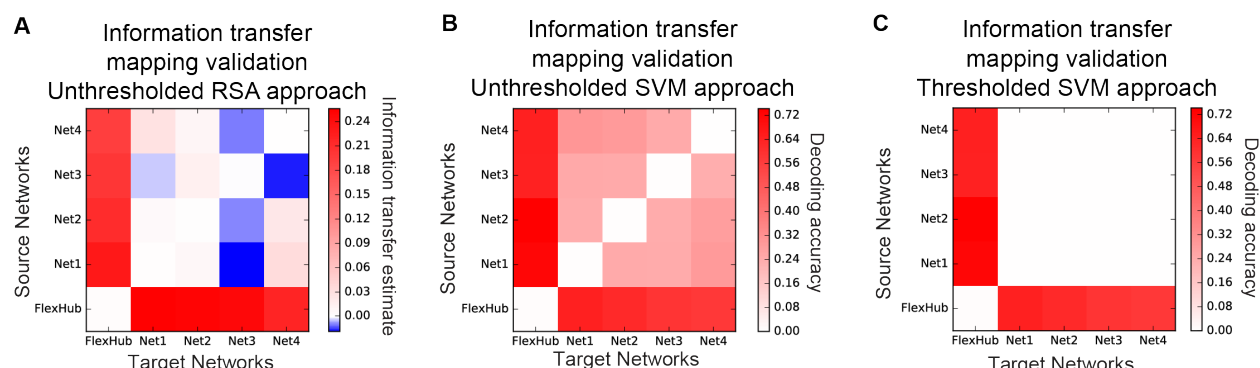 A
Information transfer
mapping validation
Unthresholded RSA approach
Source Networks
Net4
Net3
Net2
Net1
FlexHub
FlexHub Net1 Net2 Net3 Net4
Target Networks
0.24
0.21
0.18
0.15
0.12
0.09
0.06
0.03
0.00
Information transfer estimate
B
Information transfer
mapping validation
Unthresholded SVM approach
Source Networks
Net4
Net3
Net2
Net1
FlexHub
FlexHub Net1 Net2 Net3 Net4
Target Networks
0.72
0.64
0.56
0.48
0.40
0.32
0.24
0.16
0.08
0.00
Decoding accuracy
C
Information transfer
mapping validation
Thresholded SVM approach
Source Networks
Net4
Net3
Net2
Net1
FlexHub
FlexHub Net1 Net2 Net3 Net4
Target Networks
0.72
0.64
0.56
0.48
0.40
0.32
0.24
0.16
0.08
0.00
Decoding accuracy